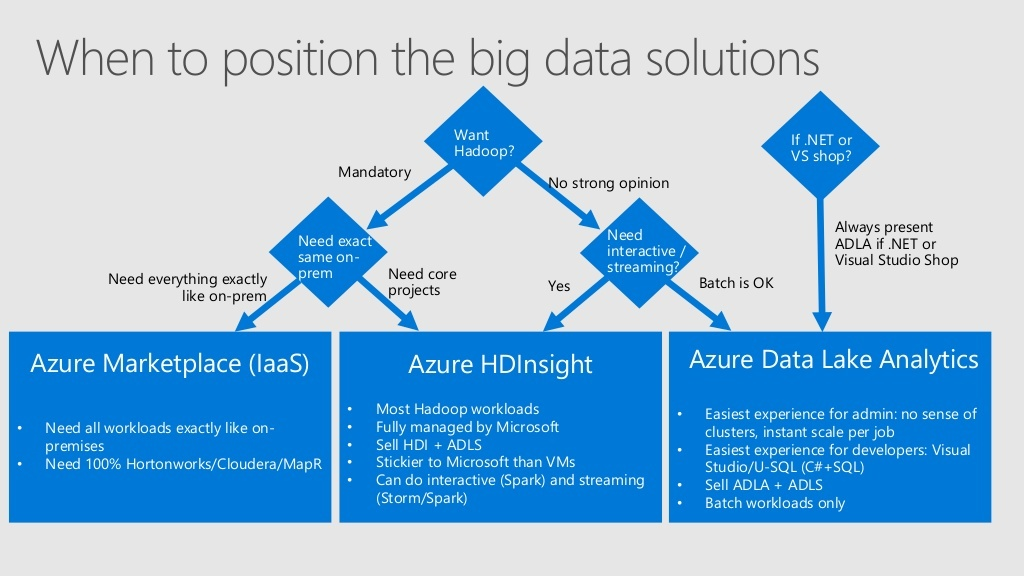 When to position the big data solutions
Want
Hadoop?
If .NET or
VS shop?
Mandatory
No strong opinion
Need exact
same on-
prem
Need
interactive /
streaming?
Always present
ADLA if .NET or
Visual Studio Shop
Need everything exactly
like on-prem
Need core
projects
Yes
Batch is OK
Azure Marketplace (IaaS)
• Need all workloads exactly like on-
premises
• Need 100% Hortonworks/Cloudera/MapR
Azure HDInsight
• Most Hadoop workloads
• Fully managed by Microsoft
• Sell HDI + ADLS
• Stickier to Microsoft than VMs
• Can do interactive (Spark) and streaming
(Storm/Spark)
Azure Data Lake Analytics
• Easiest experience for admin: no sense of
clusters, instant scale per job
• Easiest experience for developers: Visual
Studio/U-SQL (C#+SQL)
• Sell ADLA + ADLS
• Batch workloads only